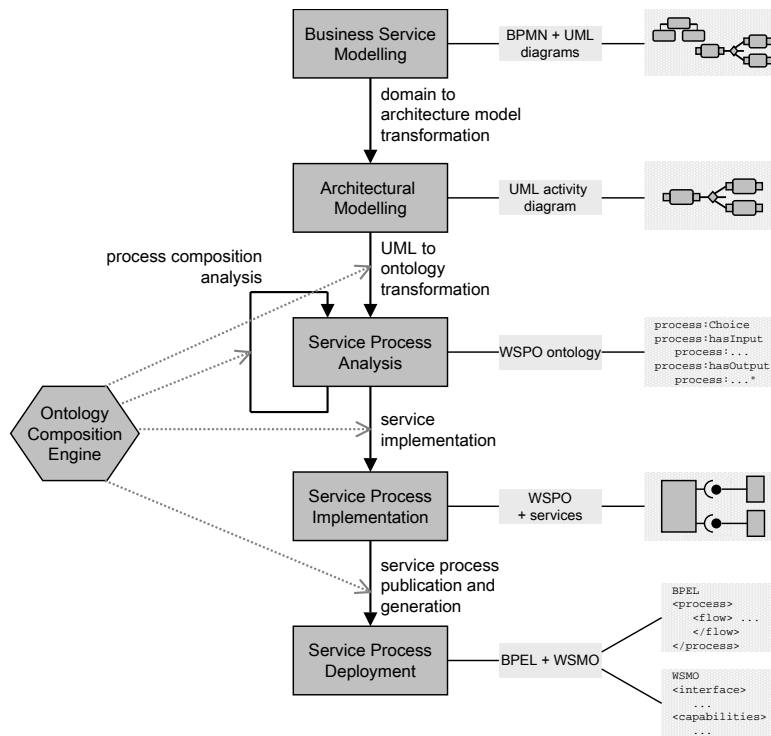 Business Service
Modelling
BPMN + UML
diagrams
domain to
architecture model
transformation
Architectural
Modelling
UML activity
diagram
process composition
analysis
UML to
ontology
transformation
Service Process
Analysis
WSPO ontology
process:Choice
process:hasInput
process:...
process:hasOutput
process:..."
Ontology
Composition
Engine
service
implementation
Service Process
Implementation
WSPO
+ services
service process
publication and
generation
Service Process
Deployment
BPEL + WSMO
BPEL
<process>
<flow> ...
</flow>
</process>
WSMO
<interface>
...
<capabilities>
...